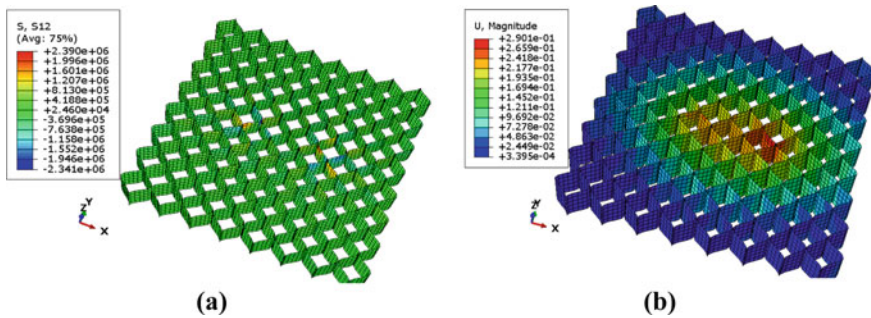 S, S12
(Avg: 75%)
+2.390e+06
+1.996e+06
+1.601e+06
+1.207e+06
+8.130e+05
+4.188e+05
+2.460e+04
-3.696e+05
-7.638e+05
-1.158e+06
-1.552e+06
-1.946e+06
-2.341e+06
Y
Z
X
(a)
U, Magnitude
+2.901e-01
+2.659e-01
+2.418e-01
+2.177e-01
+1.935e-01
+1.694e-01
+1.452e-01
+1.211e-01
+9.692e-02
+7.278e-02
+4.863e-02
+2.449e-02
+3.395e-04
Y
Z
X
(b)